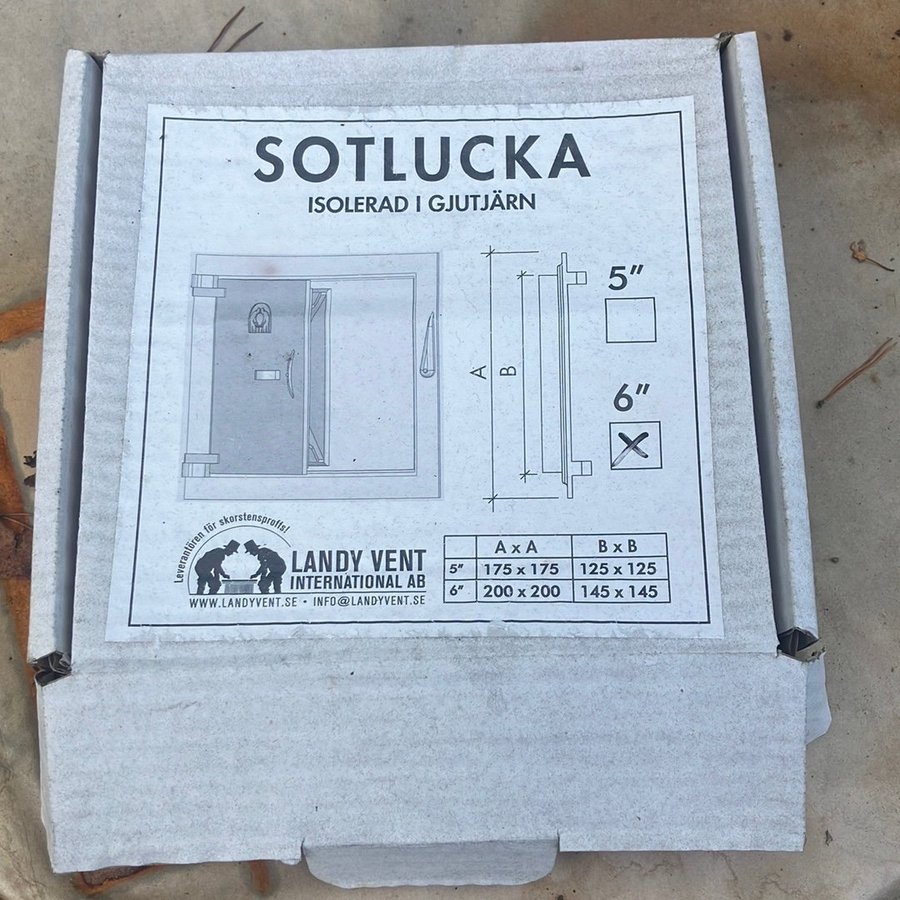 SOTLUCKA
ISOLERAD I GJUTJÄRN
5"
6"
A
B
Leverantören för skorstensproffs!
LANDY VENT
INTERNATIONAL AB
WWW.LANDYVENT.SE • INFO@LANDYVENT.SE
A x A B x B
5" 175 x 175 125 x 125
6" 200 x 200 145 x 145